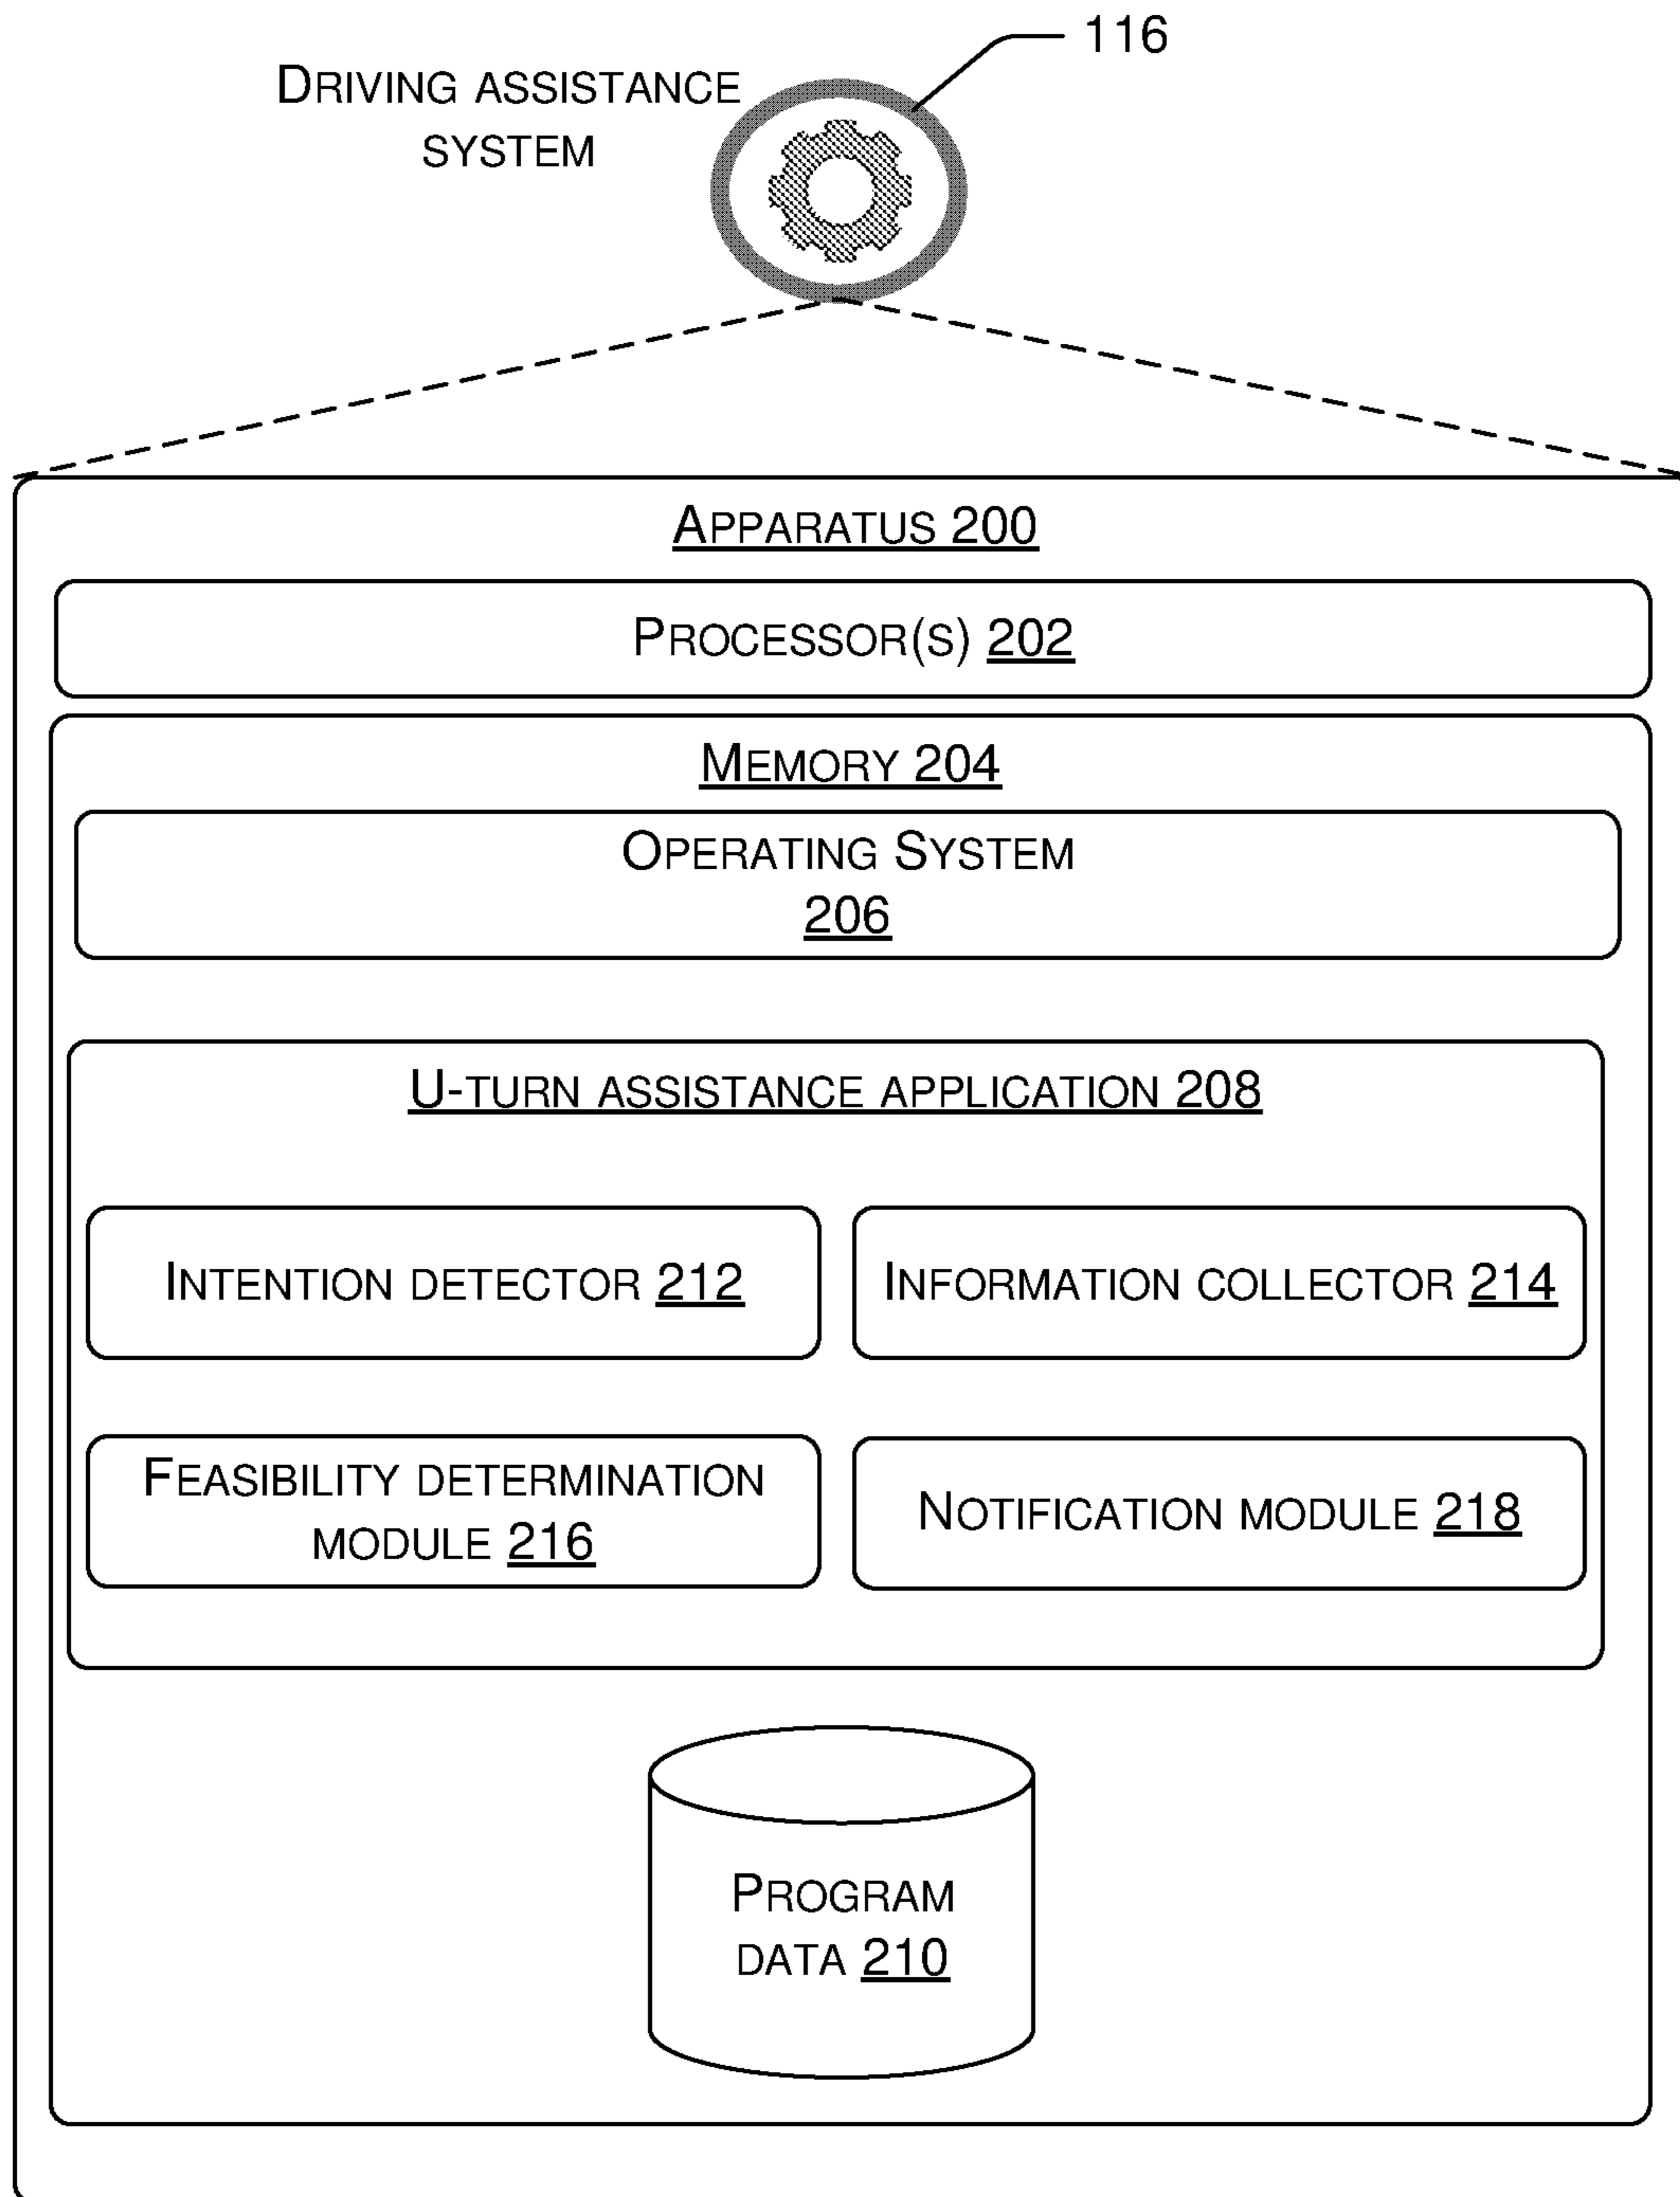 116
DRIVING ASSISTANCE
SYSTEM
APPARATUS 200
PROCESSOR(S) 202
MEMORY 204
OPERATING SYSTEM
206
U-TURN ASSISTANCE APPLICATION 208
INTENTION DETECTOR 212
INFORMATION COLLECTOR 214
FEASIBILITY DETERMINATION
MODULE 216
NOTIFICATION MODULE 218
PROGRAM
DATA 210